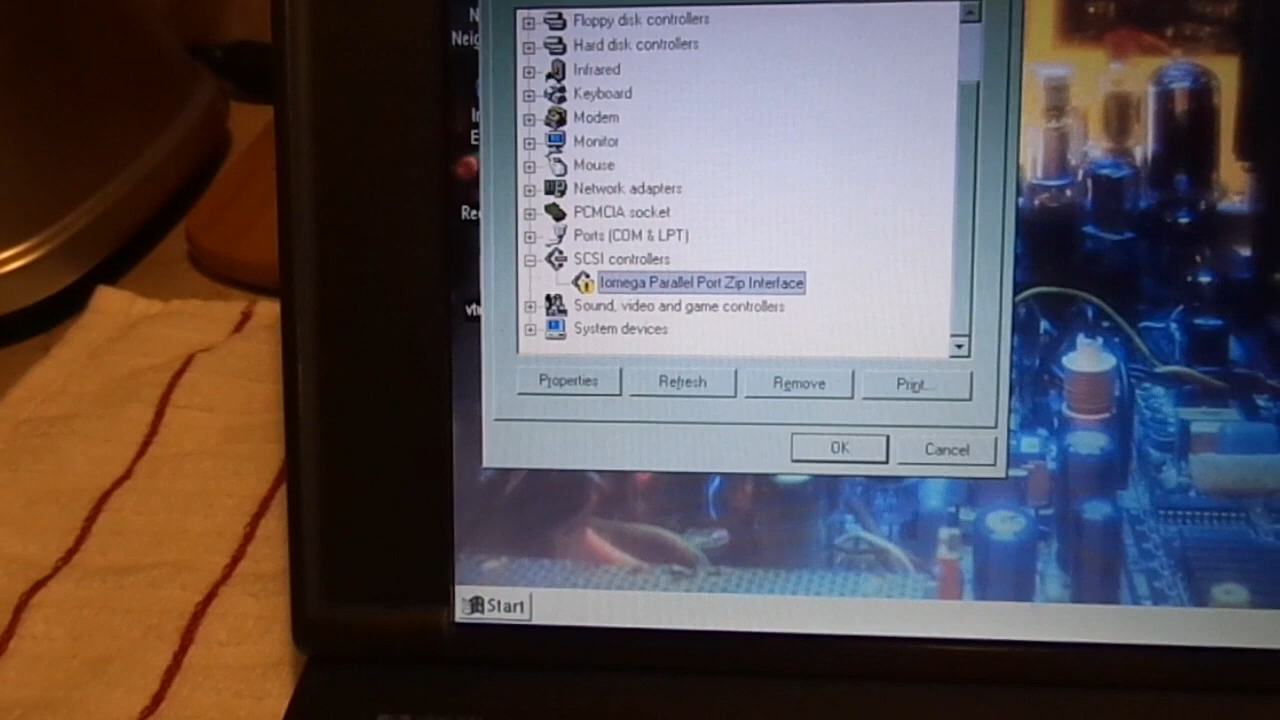 Floppy disk controllers
Hard disk controllers
Infrared
Keyboard
Modem
Monitor
Mouse
Network adapters
PCMCIA socket
Ports (COM & LPT)
SCSI controllers
Iomega Parallel Port Zip Interface
Sound, video and game controllers
System devices
Properties Refresh Remove Print...
OK Cancel
Start